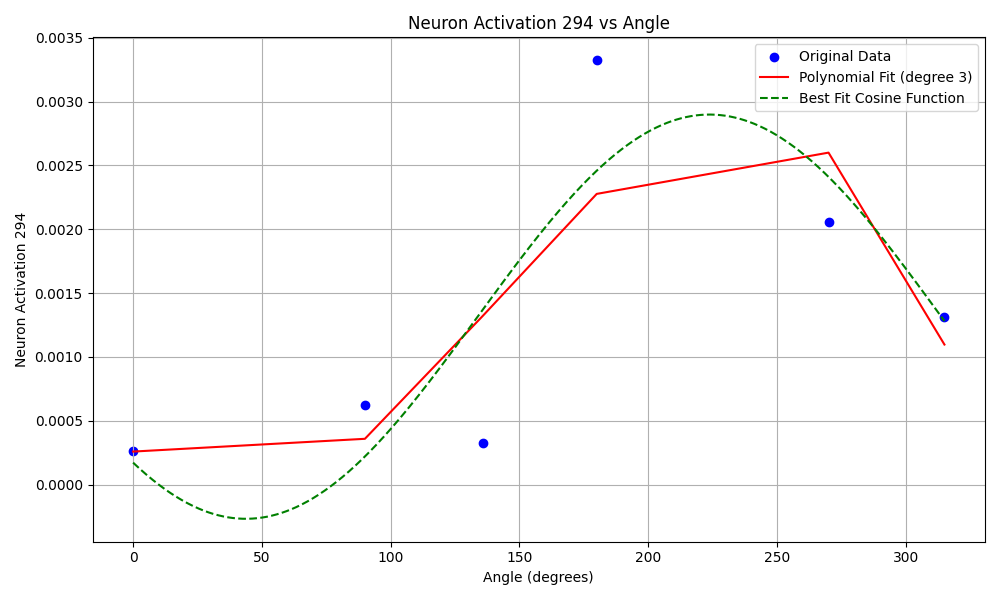 Neuron Activation 294 vs Angle
Original Data
Polynomial Fit (degree 3)
Best Fit Cosine Function
Neuron Activation 294
0.0035
0.0030
0.0025
0.0020
0.0015
0.0010
0.0005
0.0000
0 50 100 150 200 250 300
Angle (degrees)